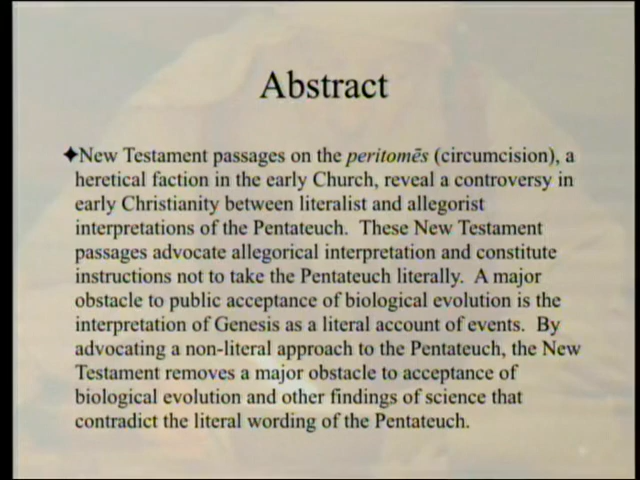 Abstract
✦New Testament passages on the peritomēs (circumcision), a
heretical faction in the early Church, reveal a controversy in
early Christianity between literalist and allegorist
interpretations of the Pentateuch.  These New Testament
passages advocate allegorical interpretation and constitute
instructions not to take the Pentateuch literally.  A major
obstacle to public acceptance of biological evolution is the
interpretation of Genesis as a literal account of events.  By
advocating a non-literal approach to the Pentateuch, the New
Testament removes a major obstacle to acceptance of
biological evolution and other findings of science that
contradict the literal wording of the Pentateuch.